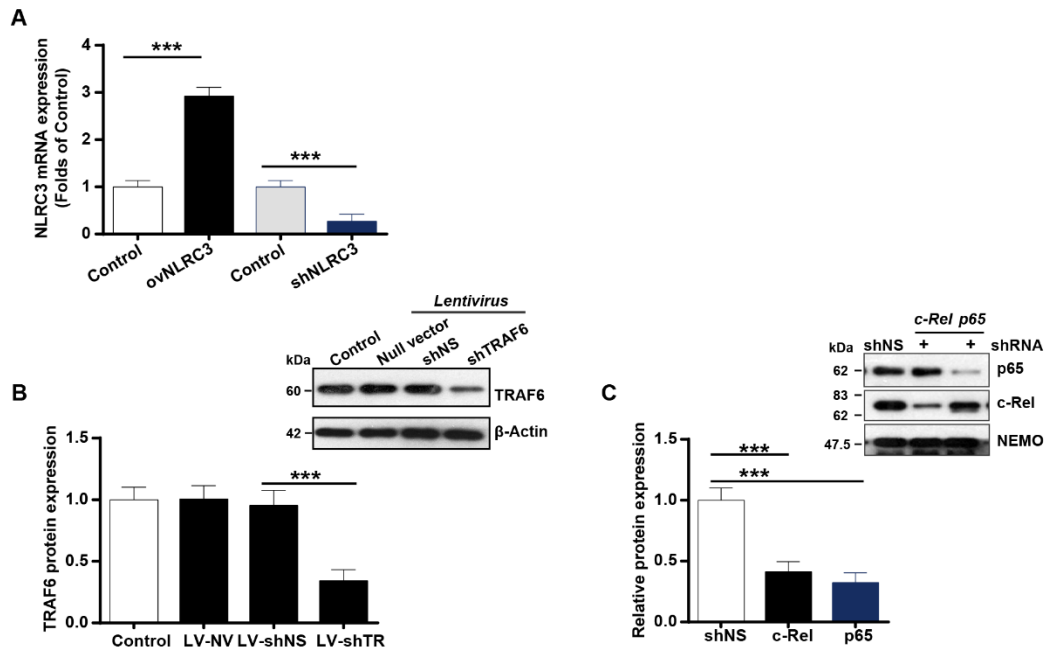 A
NLRC3 mRNA expression
(Folds of Control)
4
3
2
1
0
***
***
Control
ovNLRC3
Control
shNLRC3
B
Lentivirus
Control
Null vector
shNS
shTRAF6
kDa
60
TRAF6
42
β-Actin
TRAF6 protein expression
1.5
1.0
0.5
0.0
***
Control LV-NV LV-shNS LV-shTR
C
c-Rel p65
kDa shNS + + shRNA
62 p65
83
62
c-Rel
47.5 NEMO
Relative protein expression
1.5
1.0
0.5
0.0
***
***
shNS c-Rel p65